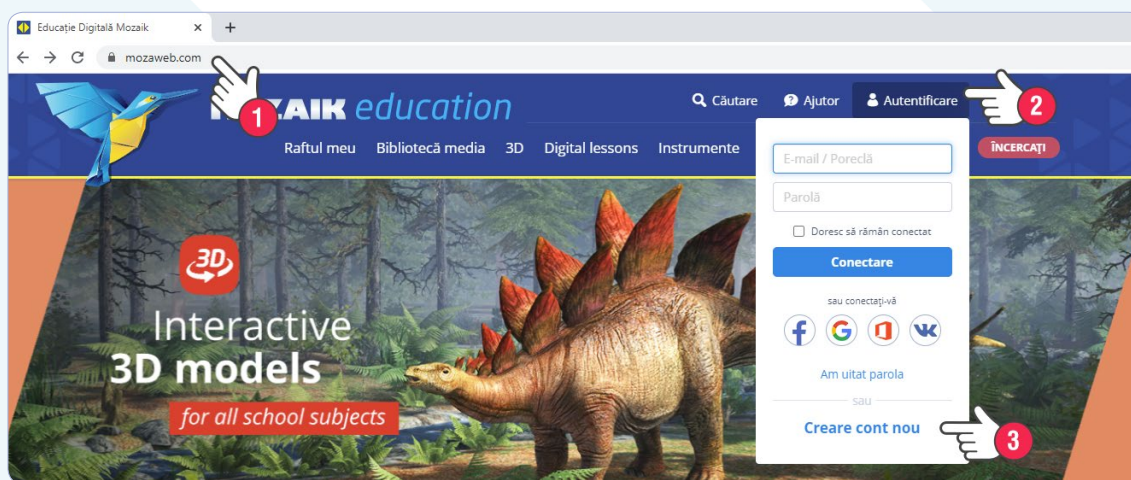 Educație Digitală Mozaik
mozaweb.com
1
AIK education
Căutare
Ajutor
Autentificare
2
Raftul meu
Bibliotecă media
3D
Digital lessons
Instrumente
ÎNCERCAȚI
E-mail / Poreclă
Parolă
Doresc să rămân conectat
Conectare
sau conectați-vă
Am uitat parola
sau
Creare cont nou
3
3D
Interactive
3D models
for all school subjects